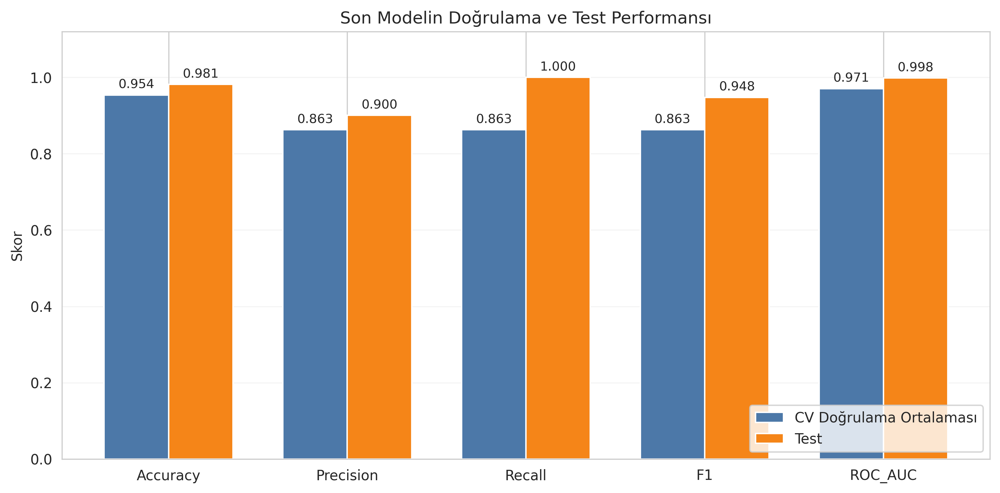 Son Modelin Doğrulama ve Test Performansı
Skor
1.0
0.8
0.6
0.4
0.2
0.0
0.954
0.981
0.863
0.900
0.863
1.000
0.863
0.948
0.971
0.998
Accuracy
Precision
Recall
F1
ROC_AUC
CV Doğrulama Ortalaması
Test